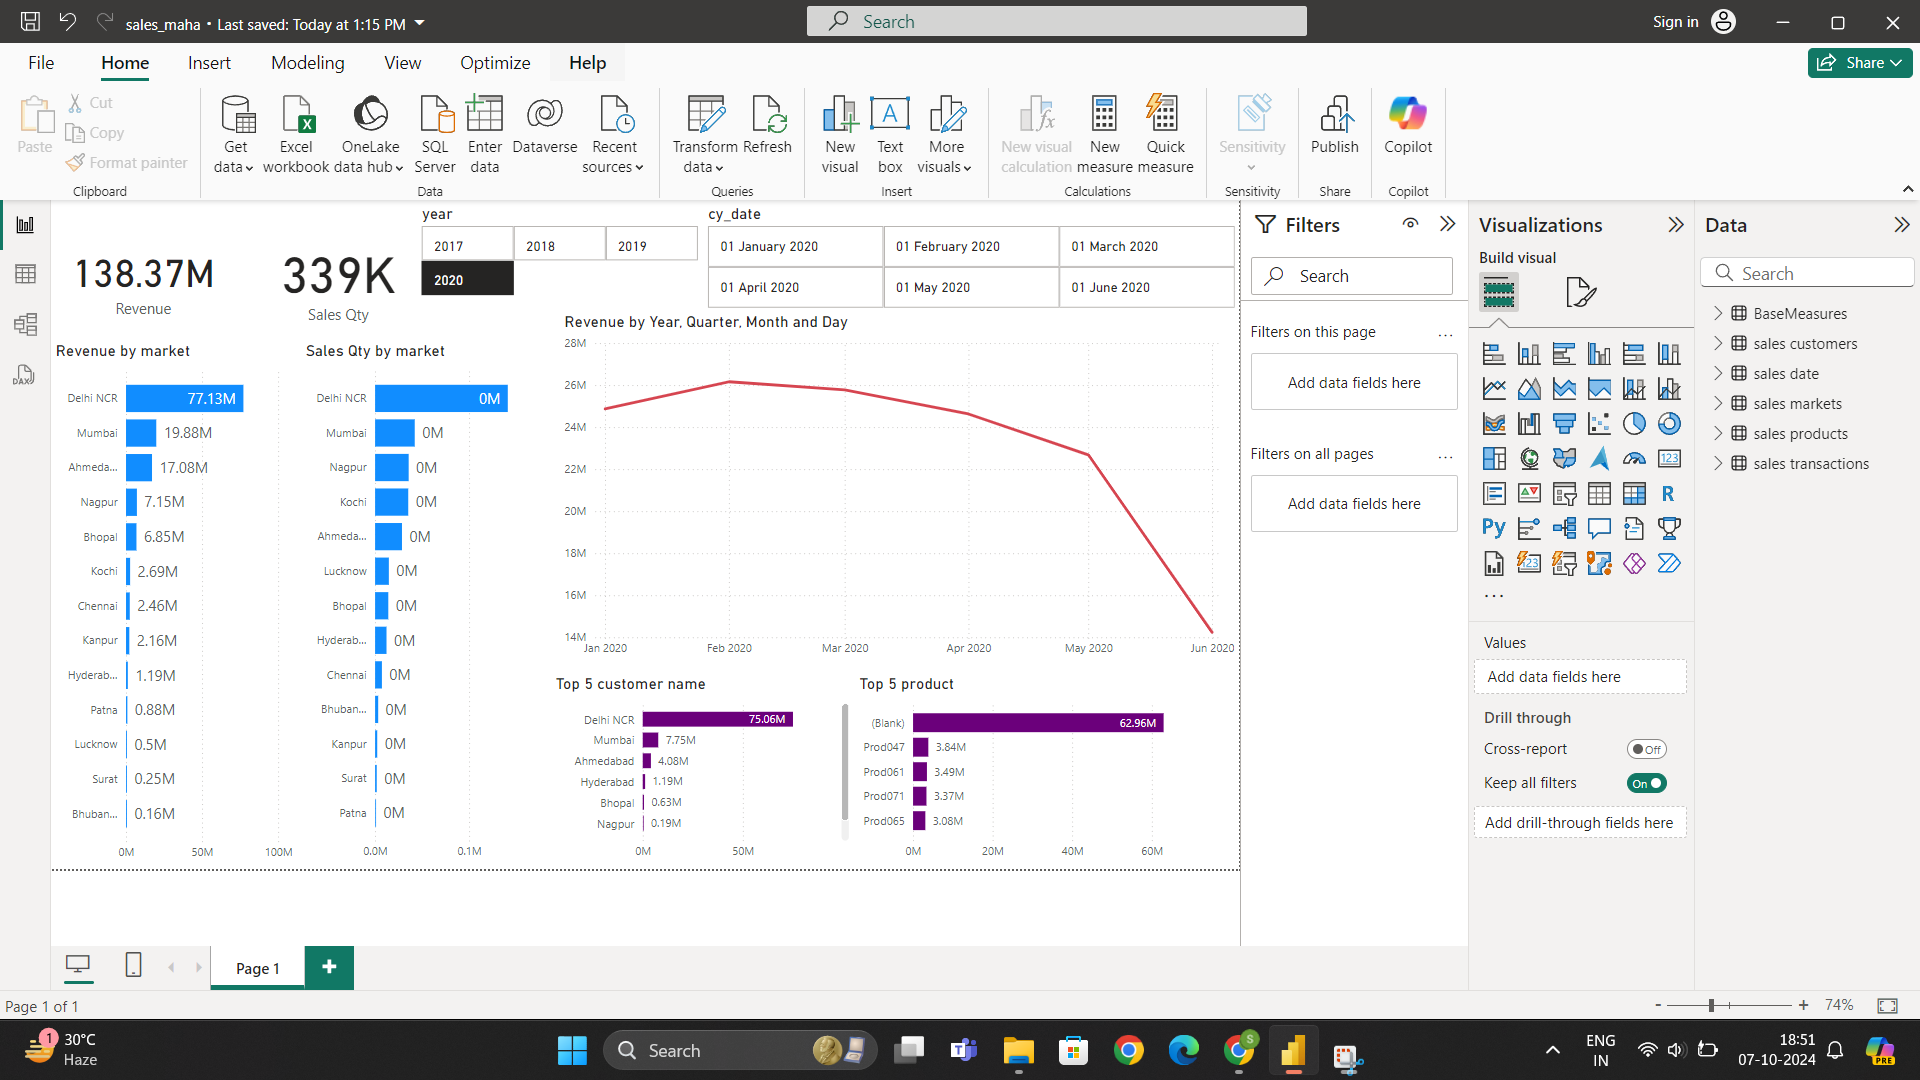 sales_maha • Last saved: Today at 1:15 PM
Search
Sign in
File
Home
Insert
Modeling
View
Optimize
Help
Share
Paste
Cut
Copy
Format painter
Clipboard
Get data
Excel workbook
OneLake data hub
SQL Server
Enter data
Dataverse
Recent sources
Data
Transform data
Refresh
Queries
New visual
Text box
More visuals
Insert
New visual calculation
New measure
Quick measure
Calculations
Sensitivity
Sensitivity
Publish
Share
Copilot
Copilot
138.37M
Revenue
339K
Sales Qty
year
2017
2018
2019
2020
cy_date
01 January 2020
01 February 2020
01 March 2020
01 April 2020
01 May 2020
01 June 2020
Revenue by market
Delhi NCR 77.13M
Mumbai 19.88M
Ahmeda... 17.08M
Nagpur 7.15M
Bhopal 6.85M
Kochi 2.69M
Chennai 2.46M
Kanpur 2.16M
Hyderab... 1.19M
Patna 0.88M
Lucknow 0.5M
Surat 0.25M
Bhuban... 0.16M
0M 50M 100M
Sales Qty by market
Delhi NCR 0M
Mumbai 0M
Nagpur 0M
Kochi 0M
Ahmeda... 0M
Lucknow 0M
Bhopal 0M
Hyderab... 0M
Chennai 0M
Bhuban... 0M
Kanpur 0M
Surat 0M
Patna 0M
0.0M 0.1M
Revenue by Year, Quarter, Month and Day
28M
26M
24M
22M
20M
18M
16M
14M
Jan 2020 Feb 2020 Mar 2020 Apr 2020 May 2020 Jun 2020
Top 5 customer name
Delhi NCR 75.06M
Mumbai 7.75M
Ahmedabad 4.08M
Hyderabad 1.19M
Bhopal 0.63M
Nagpur 0.19M
0M 50M
Top 5 product
(Blank) 62.96M
Prod047 3.84M
Prod061 3.49M
Prod071 3.37M
Prod065 3.08M
0M 20M 40M 60M
Filters
Search
Filters on this page ...
Add data fields here
Filters on all pages ...
Add data fields here
Visualizations
Build visual
123
R
Py
123
...
Values
Add data fields here
Drill through
Cross-report Off
Keep all filters On
Add drill-through fields here
Data
Search
BaseMeasures
sales customers
sales date
sales markets
sales products
sales transactions
DAX
Page 1
+
Page 1 of 1
- + 74%
1
30°C
Haze
Search
T
S
ENG
IN
18:51
07-10-2024
PRE